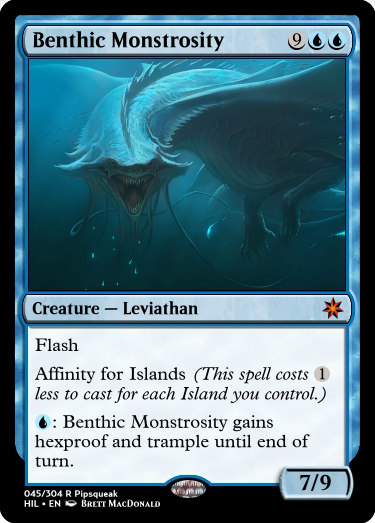 Benthic Monstrosity 9
Creature — Leviathan
Flash
Affinity for Islands (This spell costs 1
less to cast for each Island you control.)
: Benthic Monstrosity gains
hexproof and trample until end of
turn.
7/9
045/304 R Pipsqueak
HIL • EN Brett MacDonald